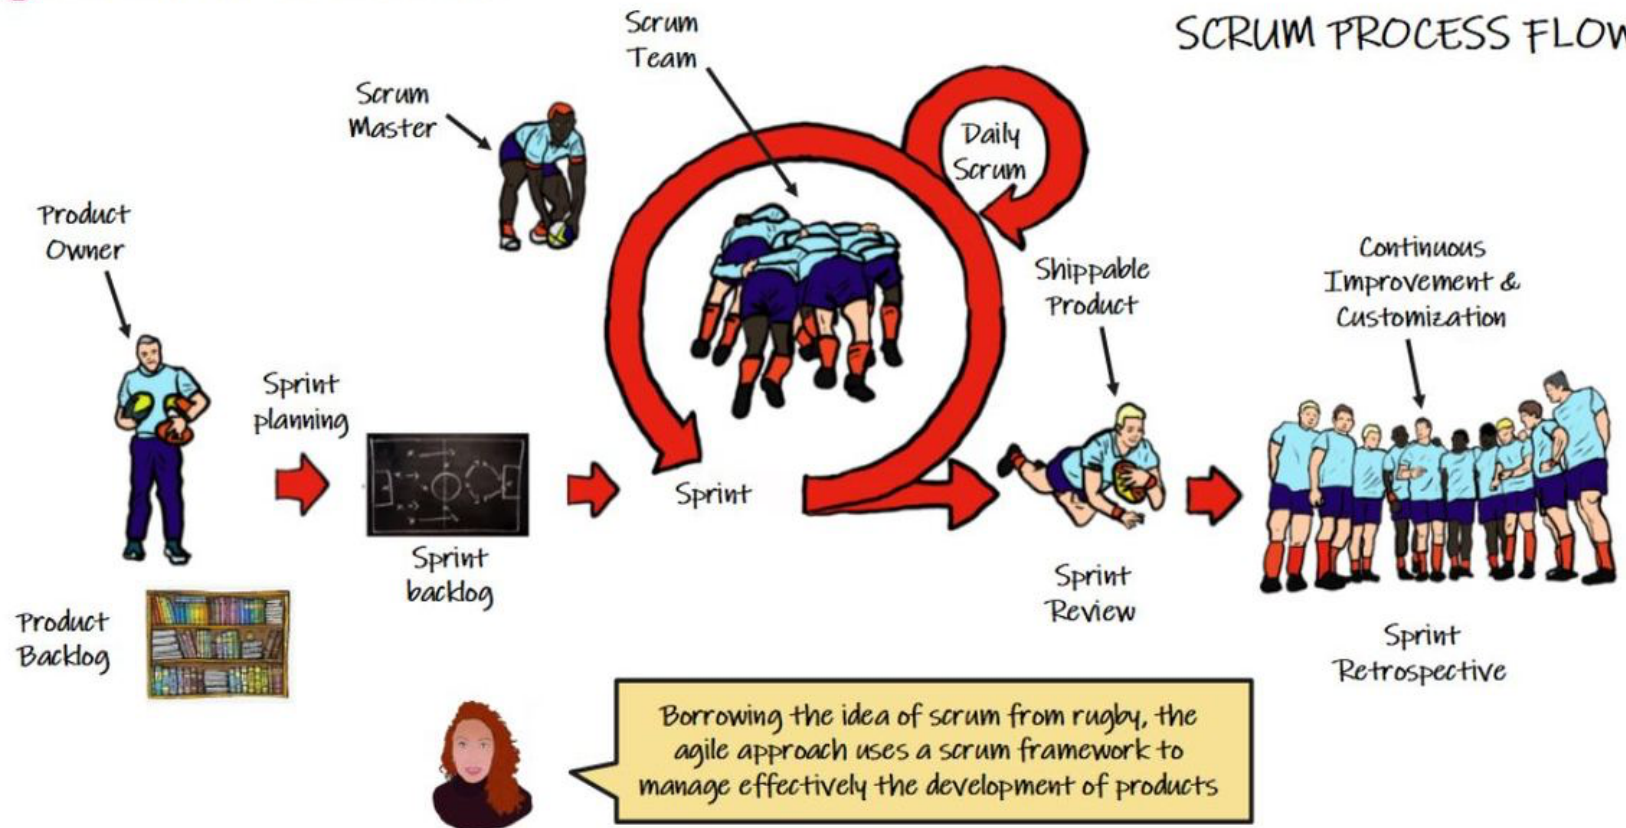 SCRUM PROCESS FLOW
Scrum
Team
Scrum
Master
Daily
Scrum
Product
Owner
Shippable
Product
Continuous
Improvement &
Customization
Sprint
planning
Sprint
Sprint
backlog
Sprint
Review
Product
Backlog
Sprint
Retrospective
Borrowing the idea of scrum from rugby, the
agile approach uses a scrum framework to
manage effectively the development of products